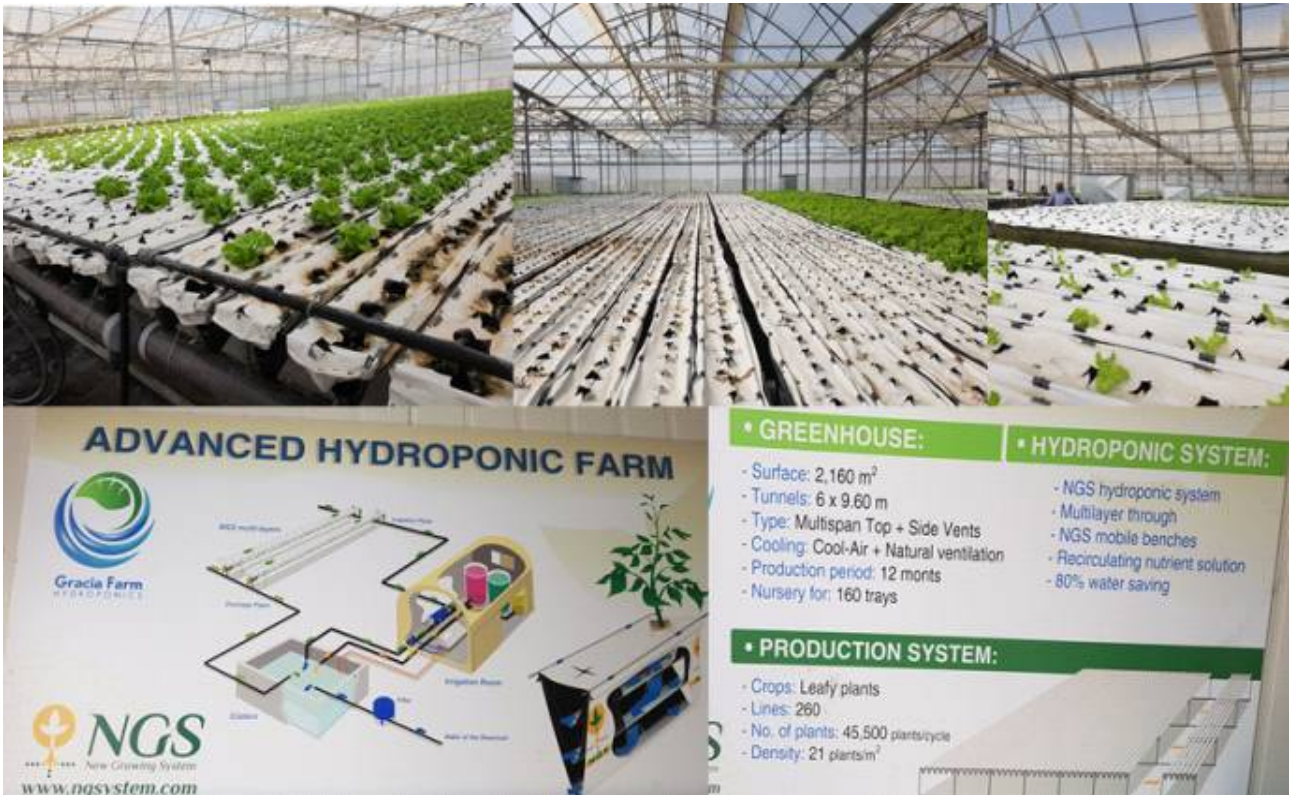 ADVANCED HYDROPONIC FARM
Gracia Farm
HYDROPONICS
Irrigation Room
NGS
New Growing System
www.ngsystem.com
• GREENHOUSE:
- Surface: 2,160 m²
- Tunnels: 6 x 9.60 m
- Type: Multispan Top + Side Vents
- Cooling: Cool-Air + Natural ventilation
- Production period: 12 monts
- Nursery for: 160 trays
• HYDROPONIC SYSTEM:
- NGS hydroponic system
- Multilayer through
- NGS mobile benches
- Recirculating nutrient solution
- 80% water saving
• PRODUCTION SYSTEM:
- Crops: Leafy plants
- Lines: 260
- No. of plants: 45,500 plants/cycle
- Density: 21 plants/m²